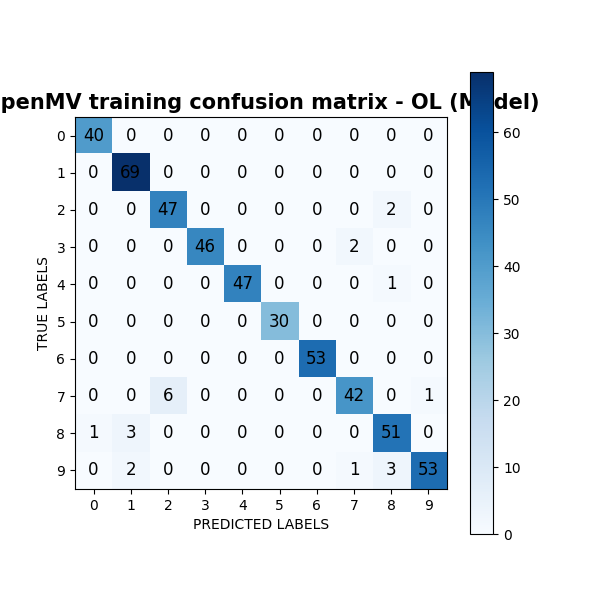 penMV training confusion matrix - OL (M del)
0 40 0 0 0 0 0 0 0 0 0
1 0 69 0 0 0 0 0 0 0 0
2 0 0 47 0 0 0 0 0 2 0
3 0 0 0 46 0 0 0 2 0 0
4 0 0 0 0 47 0 0 0 1 0
5 0 0 0 0 0 30 0 0 0 0
6 0 0 0 0 0 0 53 0 0 0
7 0 0 6 0 0 0 0 42 0 1
8 1 3 0 0 0 0 0 0 51 0
9 0 2 0 0 0 0 0 1 3 53
0 1 2 3 4 5 6 7 8 9
PREDICTED LABELS
TRUE LABELS
60
50
40
30
20
10
0